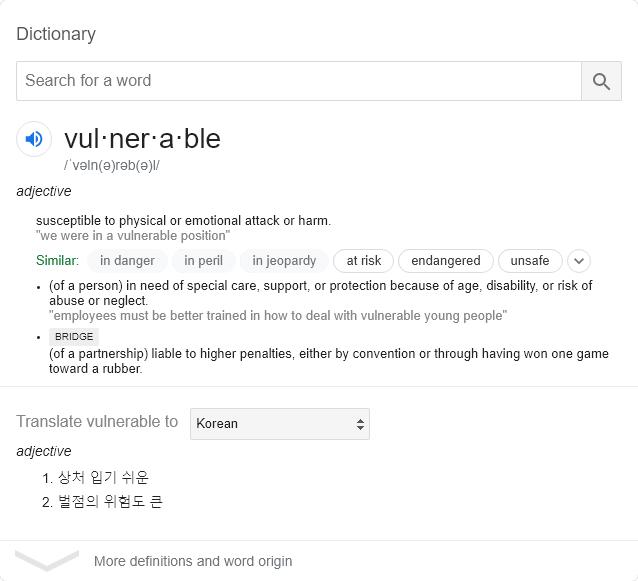 Dictionary
Search for a word
vul·ner·a·ble
/ˈvəln(ə)rəb(ə)l/
adjective
susceptible to physical or emotional attack or harm.
"we were in a vulnerable position"
Similar: in danger in peril in jeopardy at risk endangered unsafe
• (of a person) in need of special care, support, or protection because of age, disability, or risk of
abuse or neglect.
"employees must be better trained in how to deal with vulnerable young people"
• BRIDGE
(of a partnership) liable to higher penalties, either by convention or through having won one game
toward a rubber.
Translate vulnerable to Korean
adjective
1. 상처 입기 쉬운
2. 벌점의 위험도 큰
More definitions and word origin